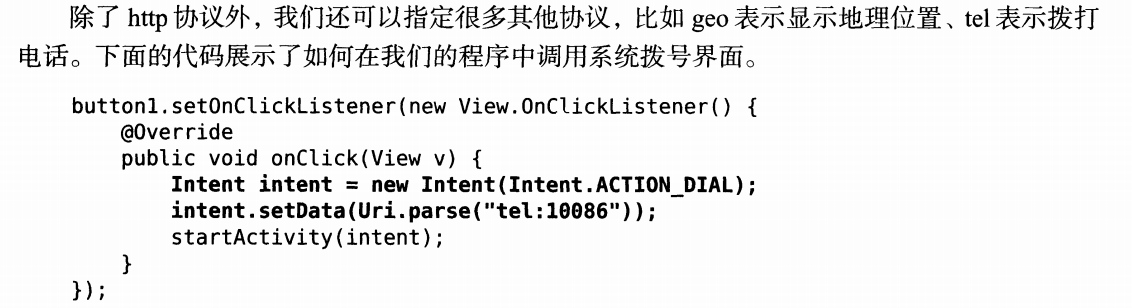 除了 http 协议外，我们还可以指定很多其他协议，比如 geo 表示显示地理位置、tel 表示拨打
电话。下面的代码展示了如何在我们的程序中调用系统拨号界面。
button1.setOnClickListener(new View.OnClickListener() {
    @Override
    public void onClick(View v) {
        Intent intent = new Intent(Intent.ACTION_DIAL);
        intent.setData(Uri.parse("tel:10086"));
        startActivity(intent);
    }
});